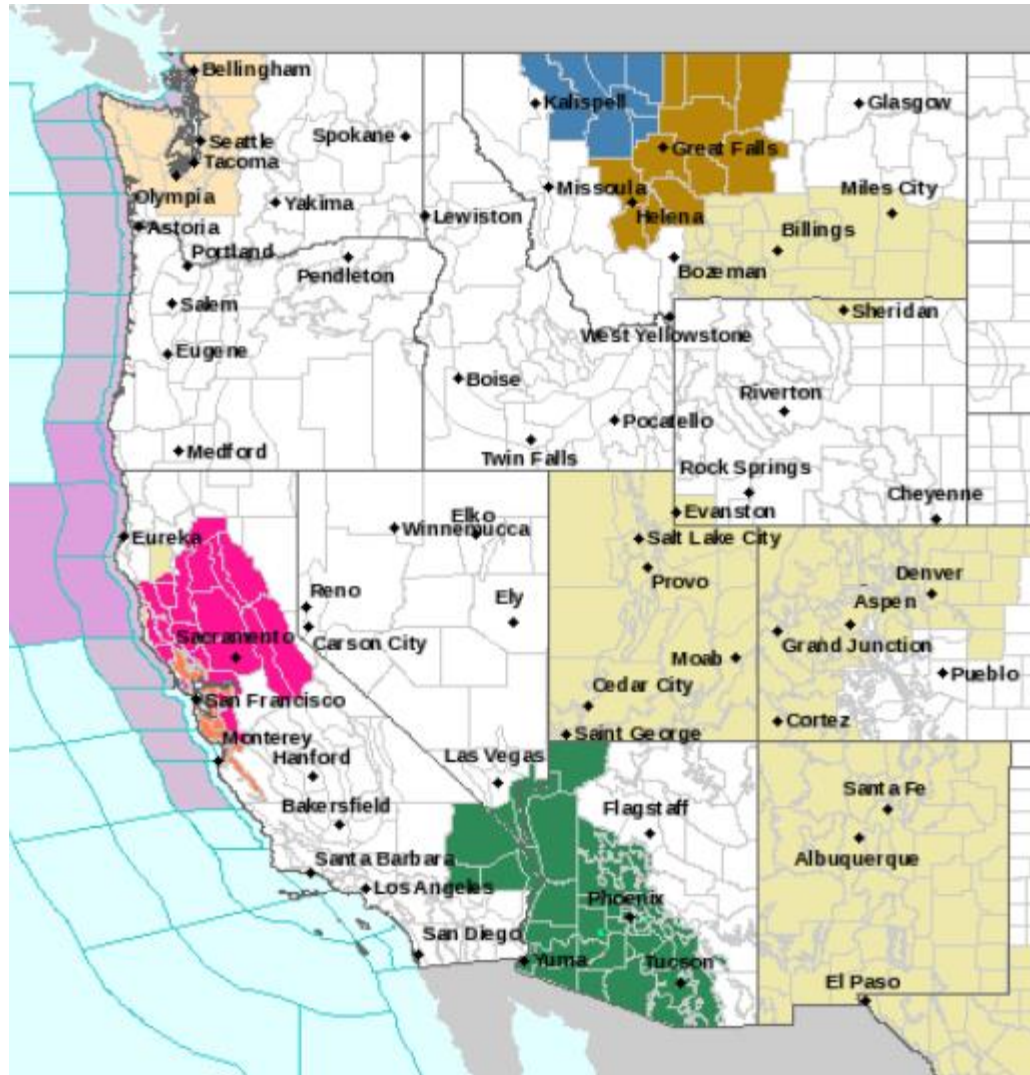 Bellingham
Kalispell
Glasgow
Spokane
Seattle
Great Falls
Tacoma
Missoula
Miles City
Olympia
Yakima
Lewiston
Helena
Astoria
Billings
Portland
Pendleton
Bozeman
Salem
Sheridan
West Yellowstone
Eugene
Boise
Riverton
Pocatello
Medford
Twin Falls
Rock Springs
Cheyenne
Evanston
Elko
Winnemucca
Eureka
Salt Lake City
Provo
Denver
Reno
Ely
Aspen
Sacramento
Carson City
Grand Junction
Moab
Pueblo
Cedar City
San Francisco
Cortez
Saint George
Monterey
Hanford
Las Vegas
Bakersfield
Flagstaff
Santa Fe
Albuquerque
Santa Barbara
Los Angeles
Phoenix
San Diego
Yuma
Tucson
El Paso